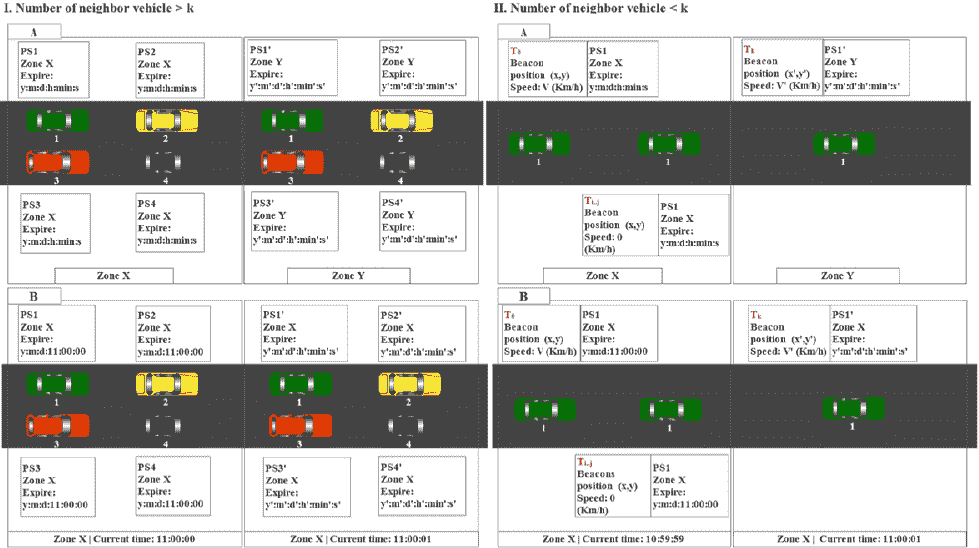 I. Number of neighbor vehicle > k
A
PS1
Zone X
Expire:
y:m:d:h:min:s
PS2
Zone X
Expire:
y:m:d:h:min:s
PS1'
Zone Y
Expire:
y':m':d':h':min':s'
PS2'
Zone Y
Expire:
y':m':d':h':min':s'
1
2
1
2
3
4
3
4
PS3
Zone X
Expire:
y:m:d:h:min:s
PS4
Zone X
Expire:
y:m:d:h:min:s
PS3'
Zone Y
Expire:
y':m':d':h':min':s'
PS4'
Zone Y
Expire:
y':m':d':h':min':s'
Zone X
Zone Y
B
PS1
Zone X
Expire:
y:m:d:11:00:00
PS2
Zone X
Expire:
y:m:d:11:00:00
PS1'
Zone X
Expire:
y':m':d':h':min':s'
PS2'
Zone X
Expire:
y':m':d':h':min':s'
1
2
1
2
3
4
3
4
PS3
Zone X
Expire:
y:m:d:11:00:00
PS4
Zone X
Expire:
y:m:d:11:00:00
PS3'
Zone X
Expire:
y':m':d':h':min':s'
PS4'
Zone X
Expire:
y':m':d':h':min':s'
Zone X | Current time: 11:00:00
Zone X | Current time: 11:00:01
II. Number of neighbor vehicle < k
A
Beacon
position (x,y)
Speed: V (Km/h)
PS1
Zone X
Expire:
y:m:d:h:min:s
Beacon
position (x',y')
Speed: V' (Km/h)
PS1'
Zone Y
Expire:
y':m':d':h':min':s'
1
1
1
Ti..j
Beacon
position (x,y)
Speed: 0
(Km/h)
PS1
Zone X
Expire:
y:m:d:h:min:s
Zone X
Zone Y
B
Beacon
position (x,y)
Speed: V (Km/h)
PS1
Zone X
Expire:
y:m:d:11:00:00
Beacon
position (x',y')
Speed: V' (Km/h)
PS1'
Zone X
Expire:
y':m':d':h':min':s'
1
1
1
Ti..j
Beacons
position (x,y)
Speed: 0
(Km/h)
PS1
Zone X
Expire:
y:m:d:11:00:00
Zone X | Current time: 10:59:59
Zone X | Current time: 11:00:01